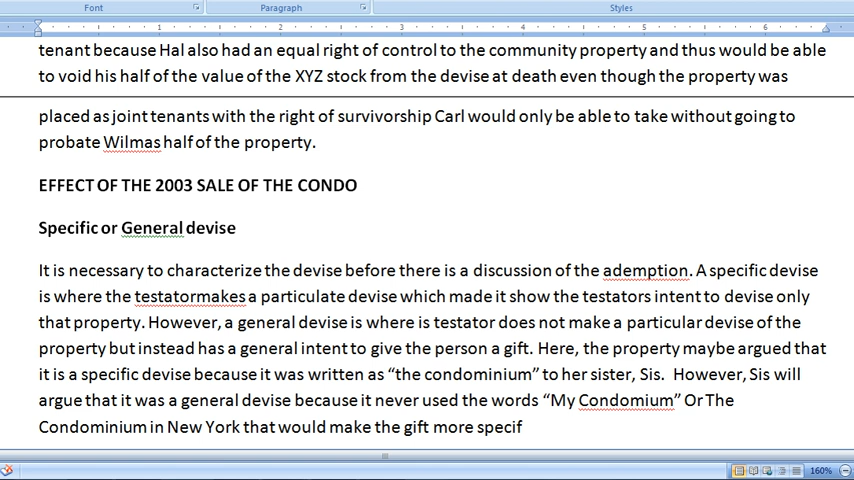 Font Paragraph Styles
1 2 3 4 5 6
tenant because Hal also had an equal right of control to the community property and thus would be able
to void his half of the value of the XYZ stock from the devise at death even though the property was
placed as joint tenants with the right of survivorship Carl would only be able to take without going to
probate Wilmas half of the property.
EFFECT OF THE 2003 SALE OF THE CONDO
Specific or General devise
It is necessary to characterize the devise before there is a discussion of the ademption. A specific devise
is where the testatormakes a particulate devise which made it show the testators intent to devise only
that property. However, a general devise is where is testator does not make a particular devise of the
property but instead has a general intent to give the person a gift. Here, the property maybe argued that
it is a specific devise because it was written as “the condominium” to her sister, Sis. However, Sis will
argue that it was a general devise because it never used the words “My Condomium” Or The
Condominium in New York that would make the gift more specif
160%